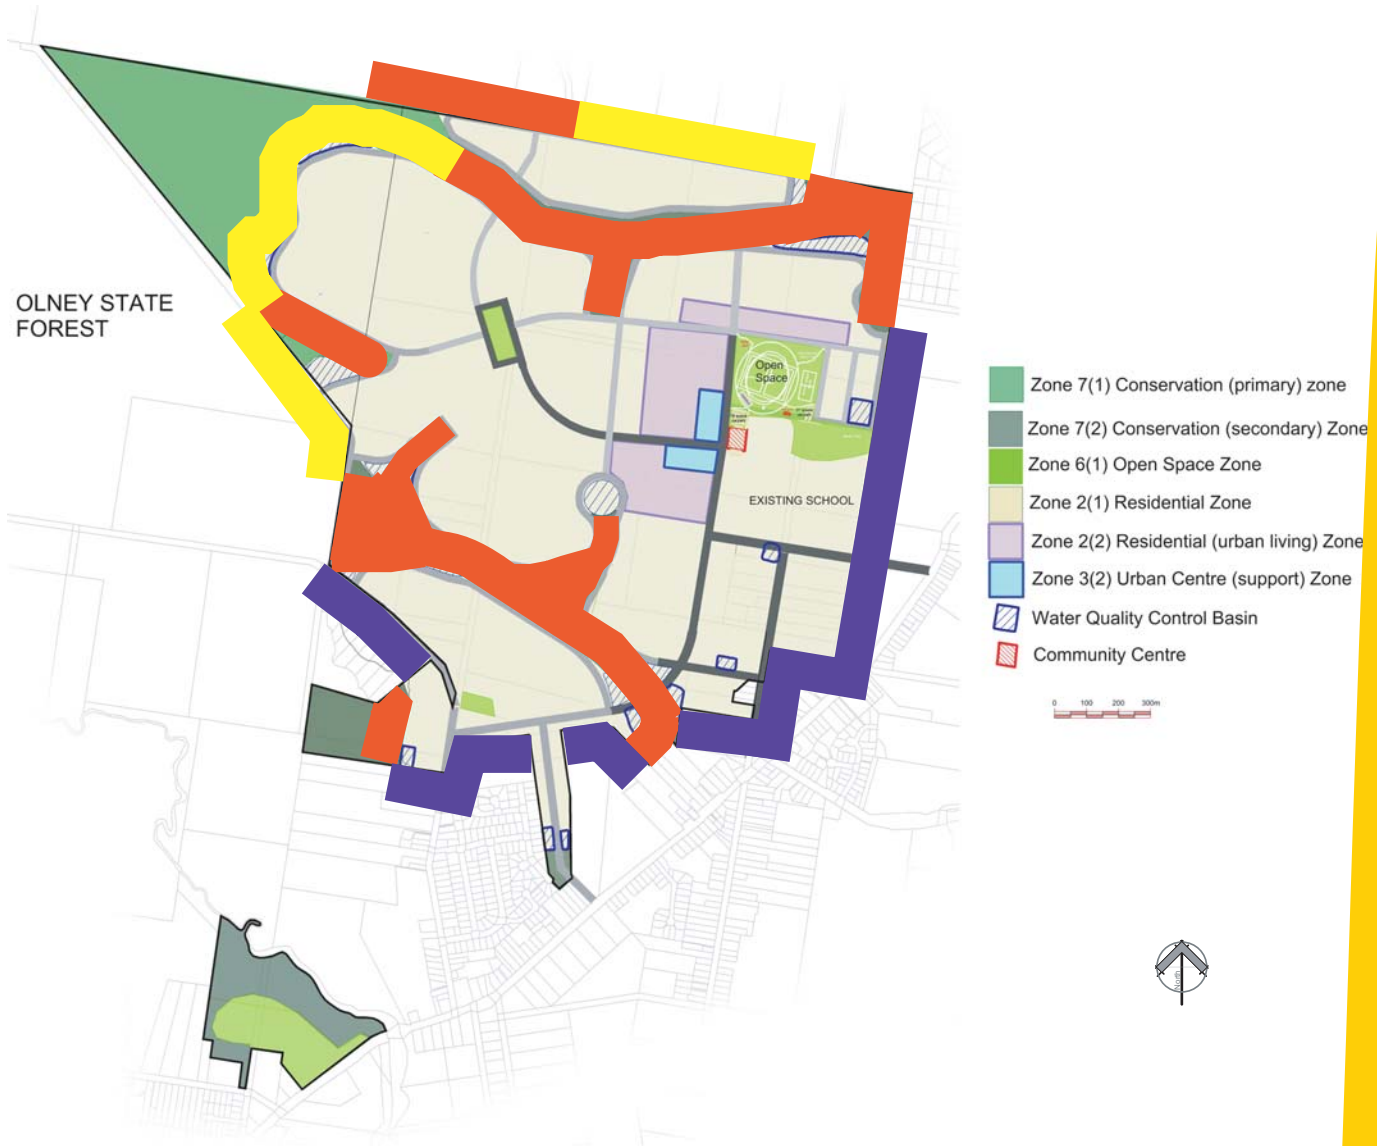 OLNEY STATE
FOREST
Open
Space
EXISTING SCHOOL
Zone 7(1) Conservation (primary) zone
Zone 7(2) Conservation (secondary) Zone
Zone 6(1) Open Space Zone
Zone 2(1) Residential Zone
Zone 2(2) Residential (urban living) Zone
Zone 3(2) Urban Centre (support) Zone
Water Quality Control Basin
Community Centre
0 100 200 300m
North